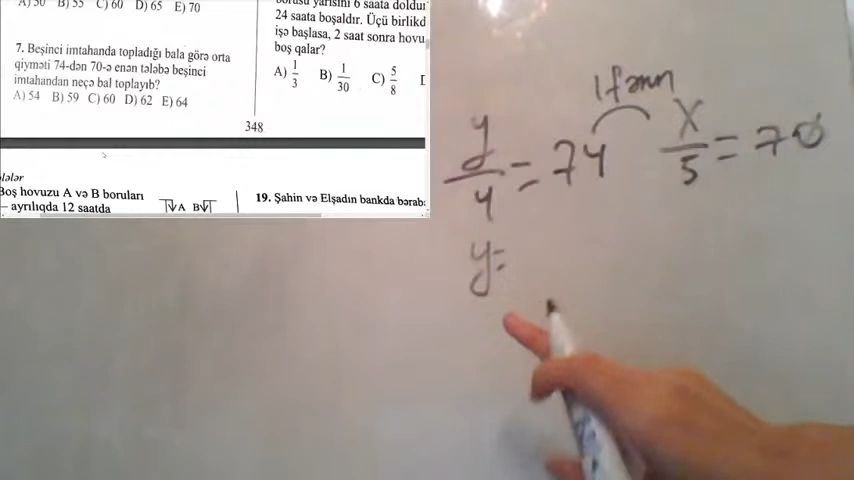 A) 50 B) 55 C) 60 D) 65 E) 70
7. Beşinci imtahanda topladığı bala görə orta
qiyməti 74-dən 70-ə enən tələbə beşinci
imtahandan neçə bal toplayıb?
A) 54 B) 59 C) 60 D) 62 E) 64
borusu yarısını 6 saata doldur
24 saata boşaldır. Üçü birlikd
işə başlasa, 2 saat sonra hovu
boş qalar?
A) 1/3 B) 1/30 C) 5/8
348
lələr
Boş hovuzu A və B boruları
– ayrılıqda 12 saatda
A B
19. Şahin və Elşadın bankda bərab
1 fənn
y/4 = 74
x/5 = 70
y =